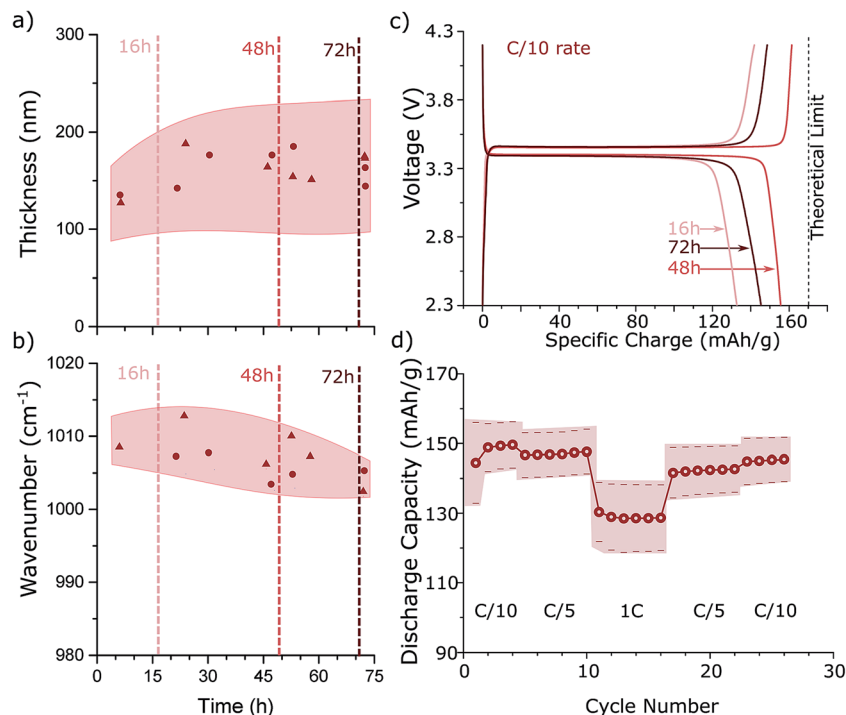 a)
300
200
100
0
Thickness (nm)
16h
48h
72h
b)
1020
1010
1000
990
980
Wavenumber (cm⁻¹)
16h
48h
72h
0 15 30 45 60 75
Time (h)
c)
4.3
3.8
3.3
2.8
2.3
Voltage (V)
C/10 rate
16h
72h
48h
Theoretical Limit
0 40 80 120 160
Specific Charge (mAh/g)
d)
170
150
130
110
90
Discharge Capacity (mAh/g)
C/10 C/5 1C C/5 C/10
0 10 20 30
Cycle Number